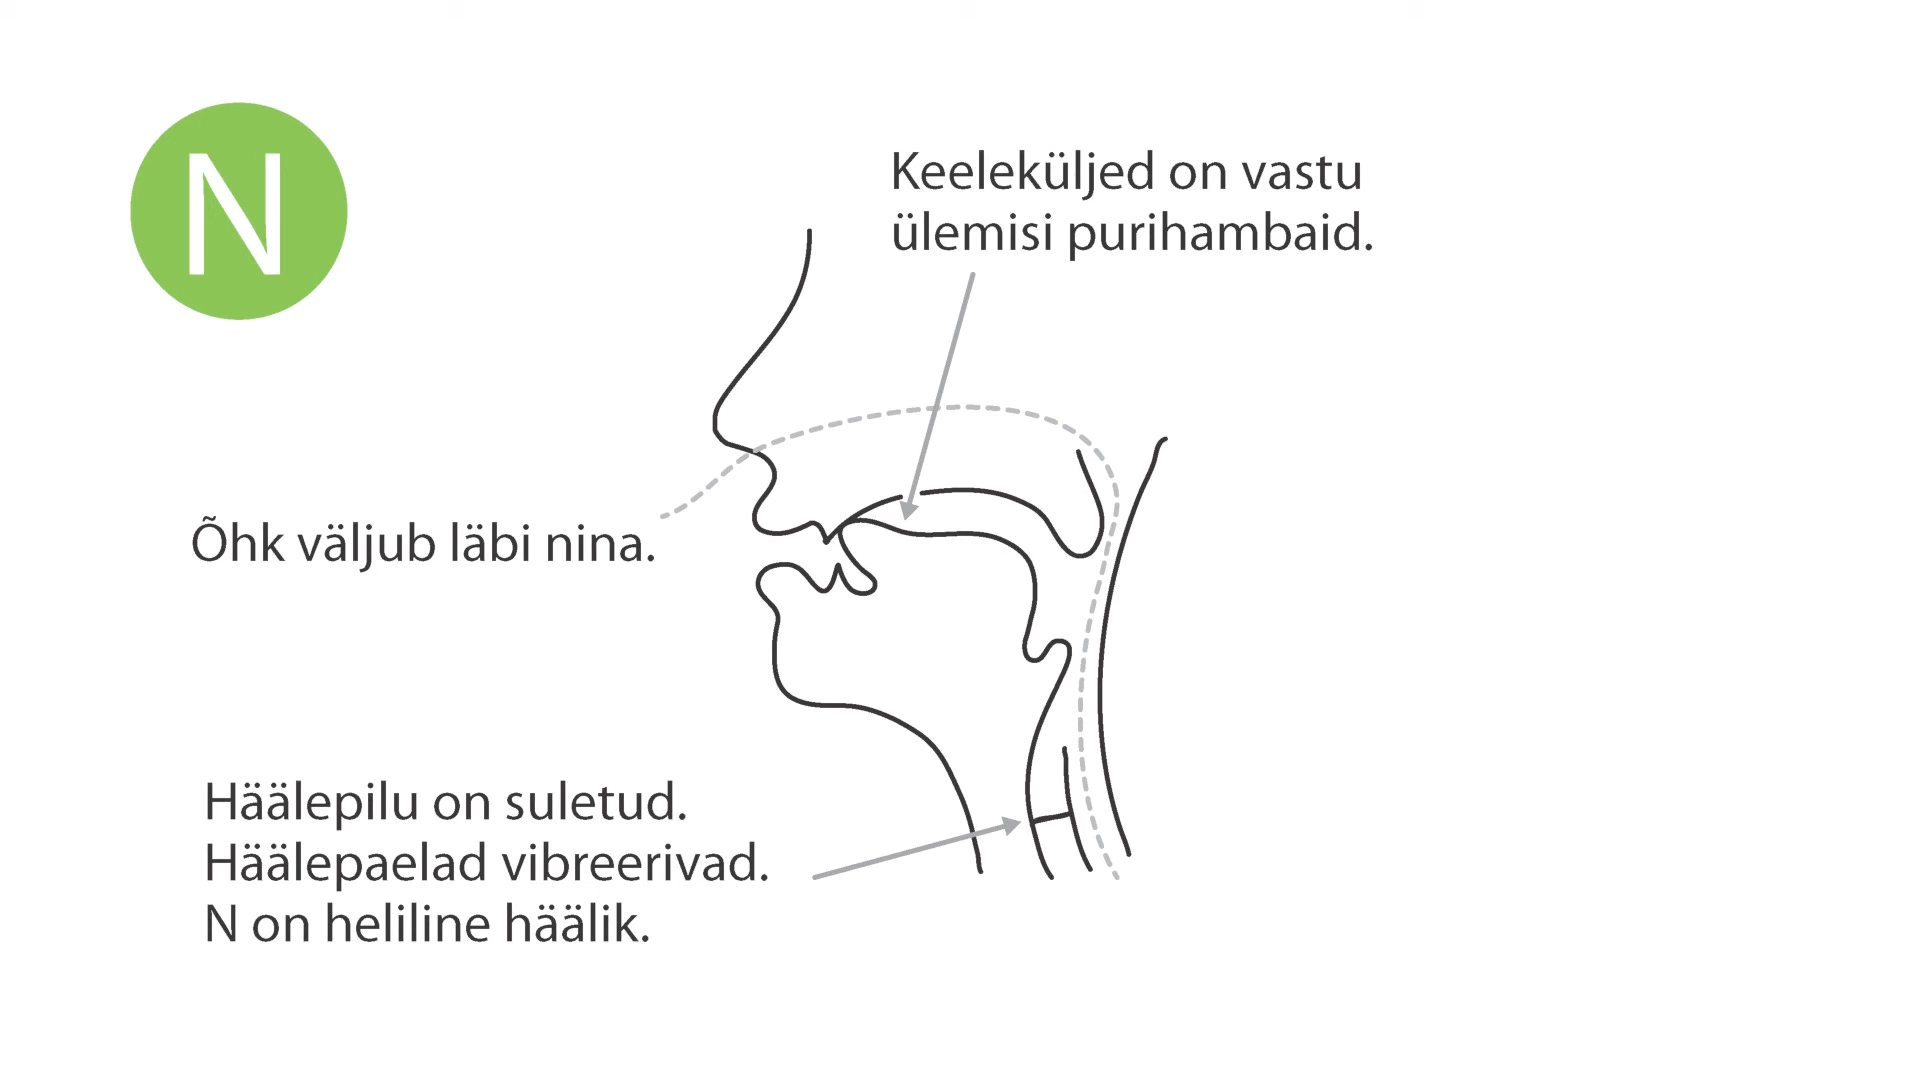 N
Keeleküljed on vastu
ülemisi purihambaid.
Õhk väljub läbi nina.
Häälepilu on suletud.
Häälepaelad vibreerivad.
N on heliline häälik.